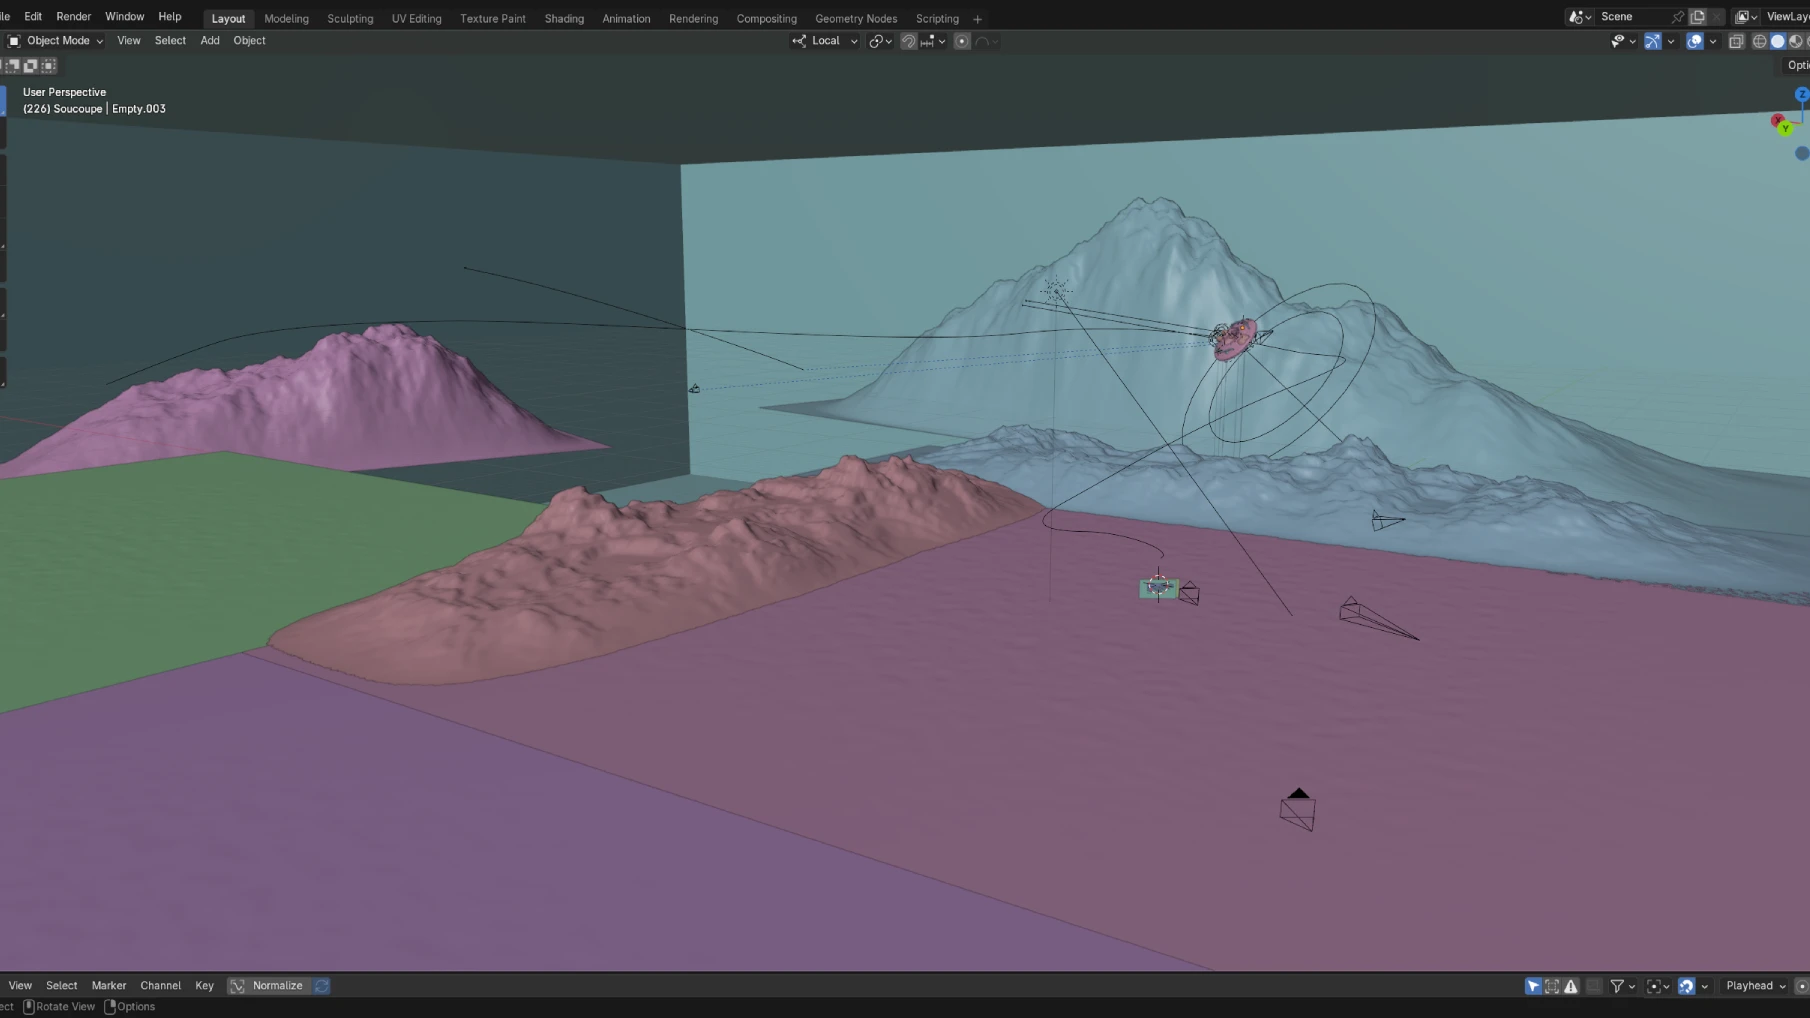 ile Edit Render Window Help Layout Modeling Sculpting UV Editing Texture Paint Shading Animation Rendering Compositing Geometry Nodes Scripting + Scene ViewLay
Object Mode View Select Add Object Local
Opti
User Perspective
(226) Soucoupe | Empty.003
Z
X
Y
View Select Marker Channel Key Normalize Playhead
ect Rotate View Options